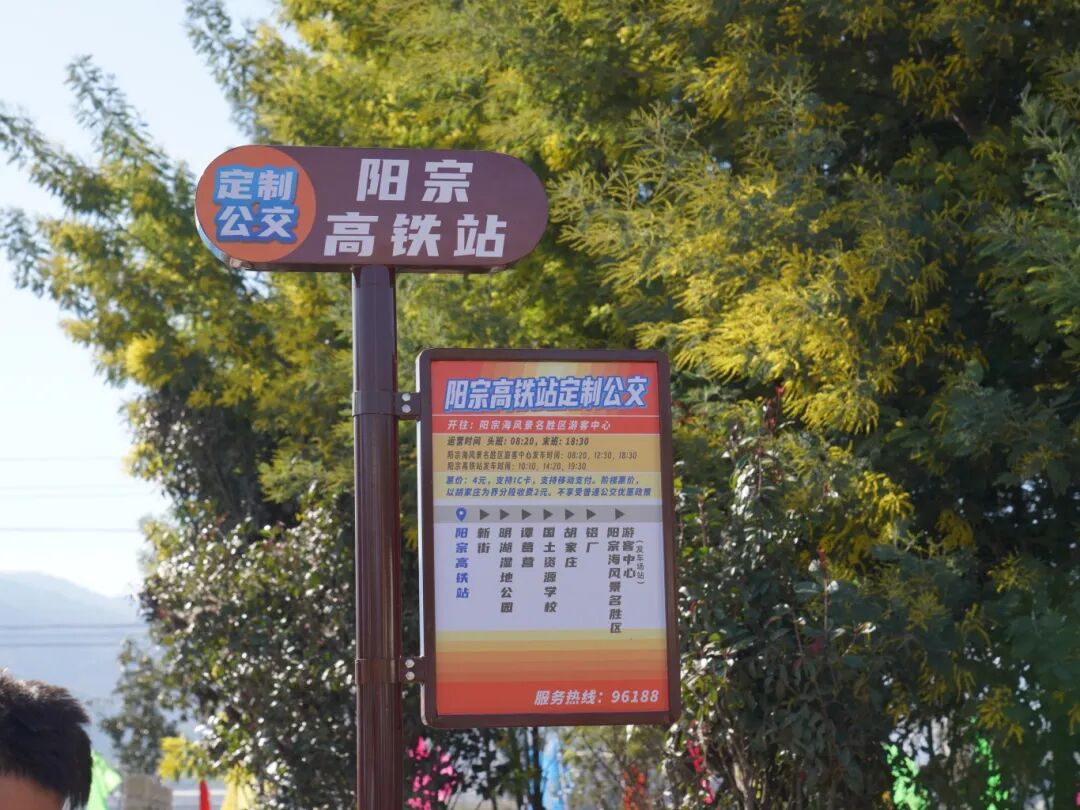 定制
公交
阳宗
高铁站
阳宗高铁站定制公交
开往：阳宗海风景名胜区游客中心
运营时间 头班：08:20，末班：18:30
阳宗海风景名胜区游客中心发车时间：08:20，12:30，18:30
阳宗高铁站发车时间：10:10，14:20，19:30
票价：4元，支持IC卡，支持移动支付。阶梯票价，
以胡家庄为界分段收费2元。不享受普通公交优惠政策
阳宗高铁站
新街
明湖湿地公园
谭葛营
国土资源学校
胡家庄
铝厂
阳宗海风景名胜区
游客中心
（发车场站）
服务热线：96188